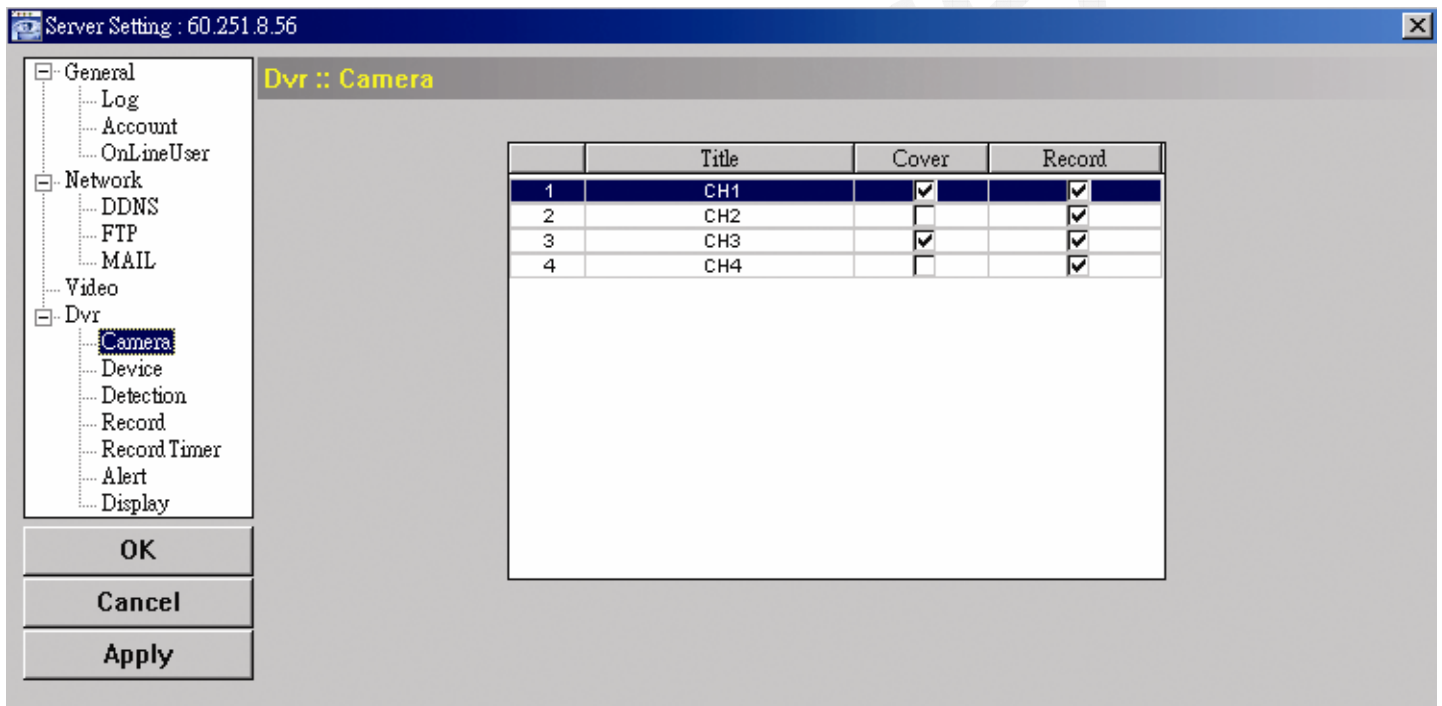 Server Setting : 60.251.8.56
General
Log
Account
OnLineUser
Network
DDNS
FTP
MAIL
Video
Dvr
Camera
Device
Detection
Record
Record Timer
Alert
Display
OK
Cancel
Apply
Dvr :: Camera
Title Cover Record
1 CH1
2 CH2
3 CH3
4 CH4